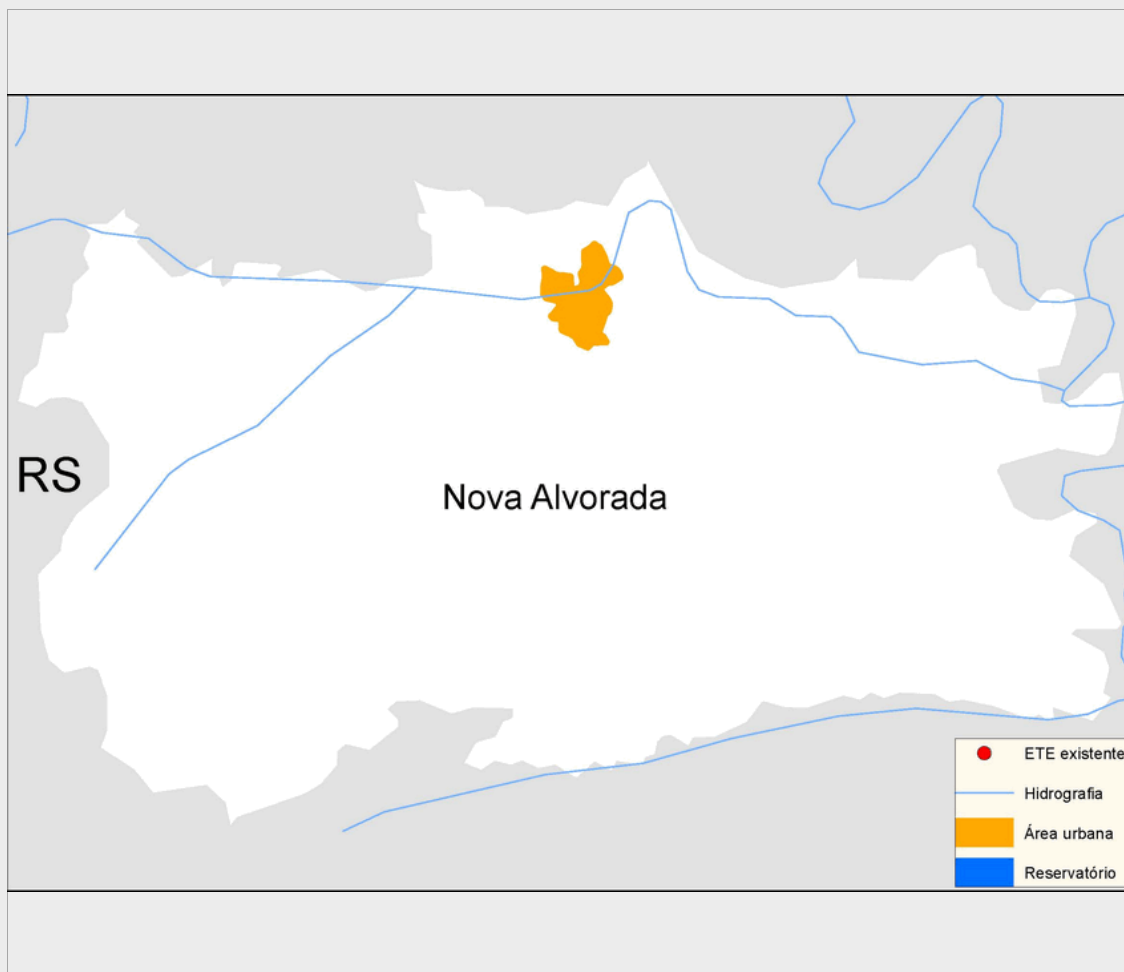 RS
Nova Alvorada
ETE existente
Hidrografia
Área urbana
Reservatório